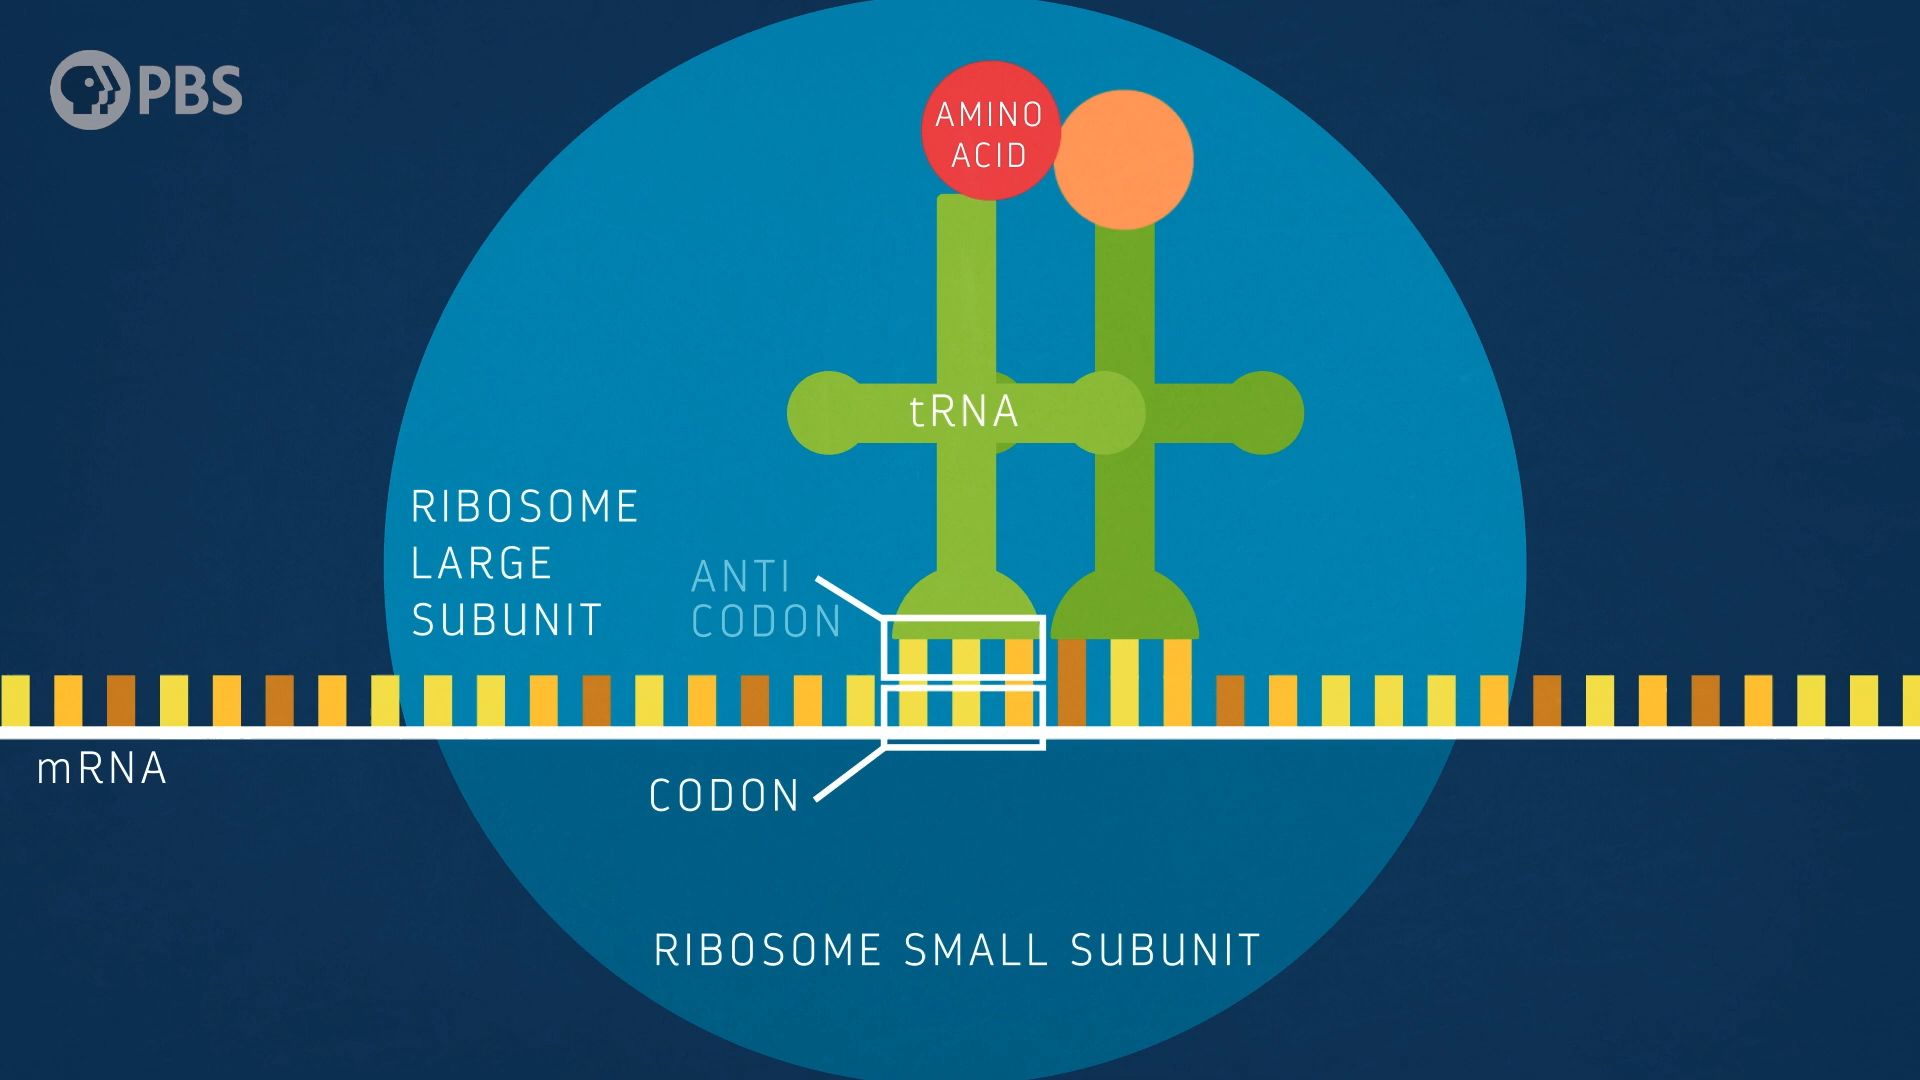 PBS
AMINO
ACID
tRNA
RIBOSOME
LARGE
SUBUNIT
ANTI
CODON
mRNA
CODON
RIBOSOME SMALL SUBUNIT